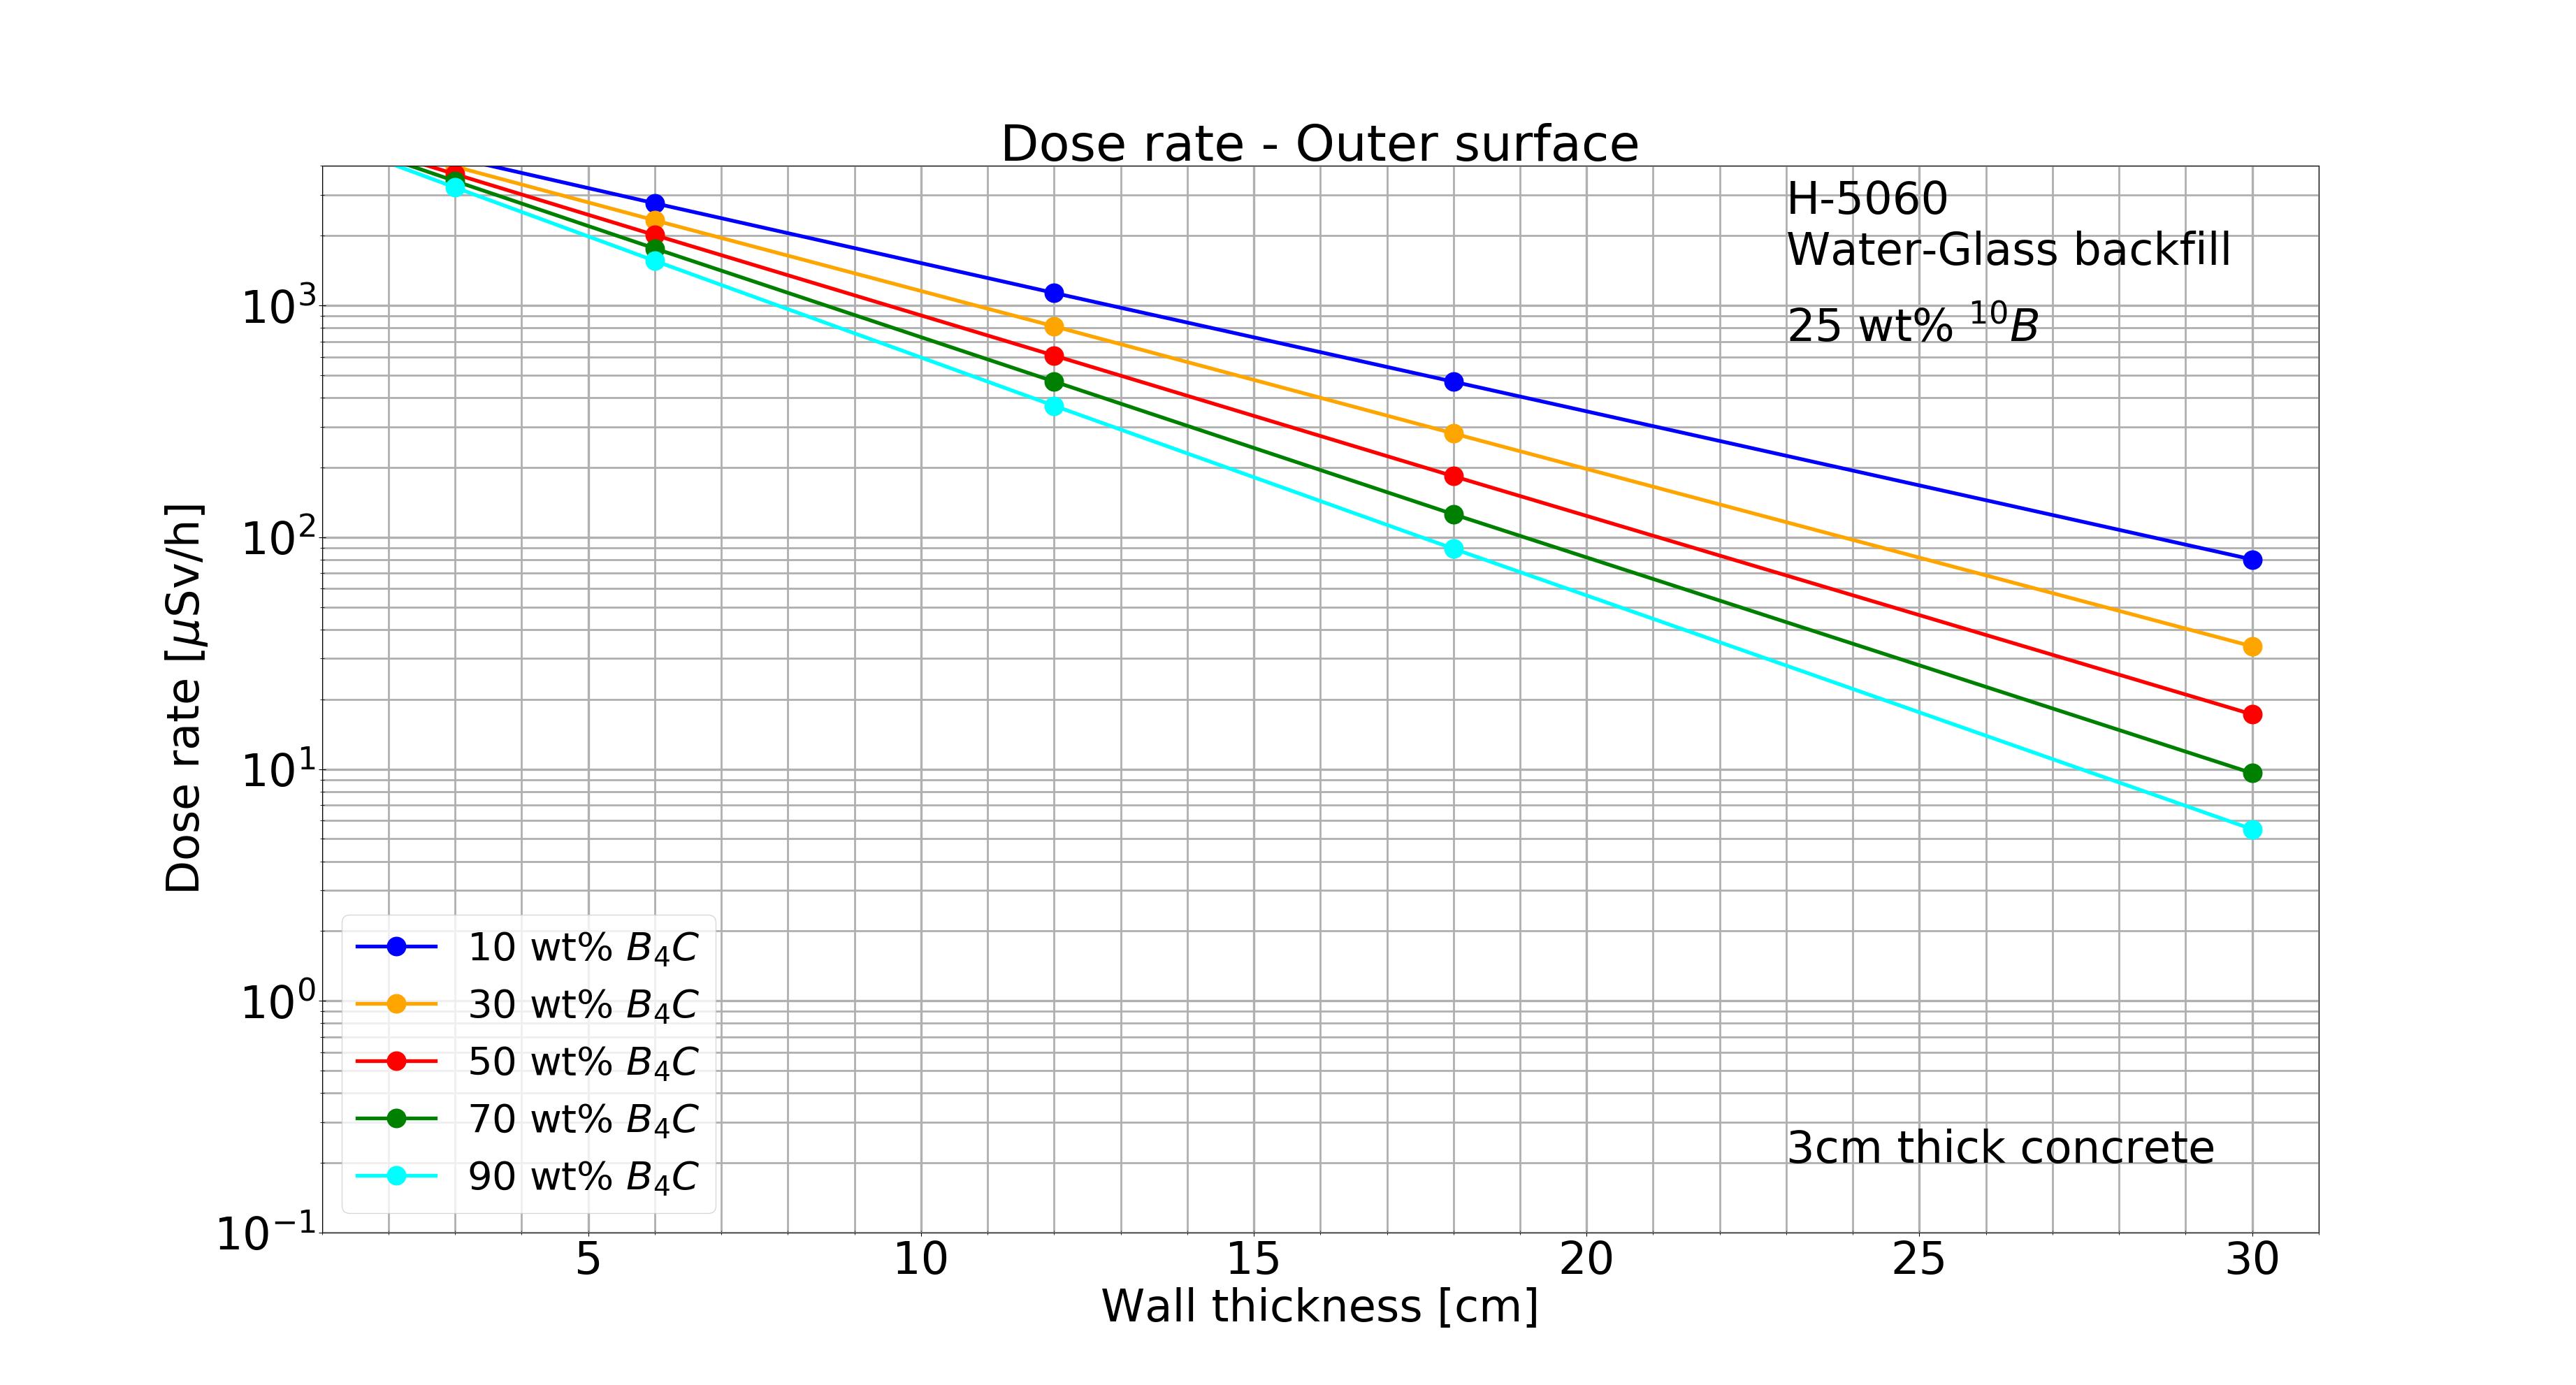 Dose rate - Outer surface
H-5060
Water-Glass backfill
25 wt% ¹⁰B
10³
10²
10¹
10⁰
10⁻¹
Dose rate [μSv/h]
10 wt% B₄C
30 wt% B₄C
50 wt% B₄C
70 wt% B₄C
90 wt% B₄C
3cm thick concrete
5 10 15 20 25 30
Wall thickness [cm]